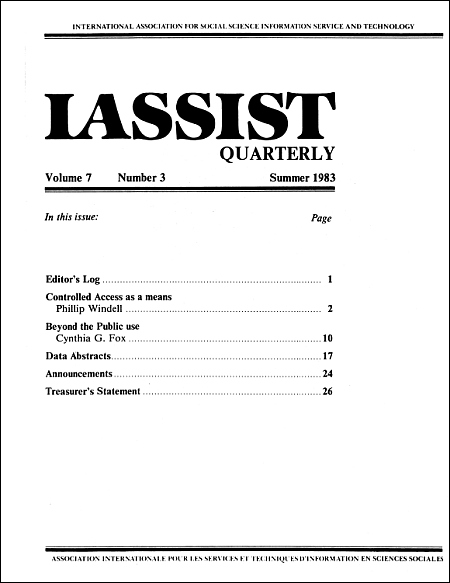 INTERNATIONAL ASSOCIATION FOR SOCIAL SCIENCE INFORMATION SERVICE AND TECHNOLOGY
IASSIST
QUARTERLY
Volume 7 Number 3 Summer 1983
In this issue: Page
Editor's Log ........ 1
Controlled Access as a means
Phillip Windell ........ 2
Beyond the Public use
Cynthia G. Fox ........ 10
Data Abstracts ........ 17
Announcements ........ 24
Treasurer's Statement ........ 26
ASSOCIATION INTERNATIONALE POUR LES SERVICES ET TECHNIQUES D'INFORMATION EN SCIENCES SOCIALES